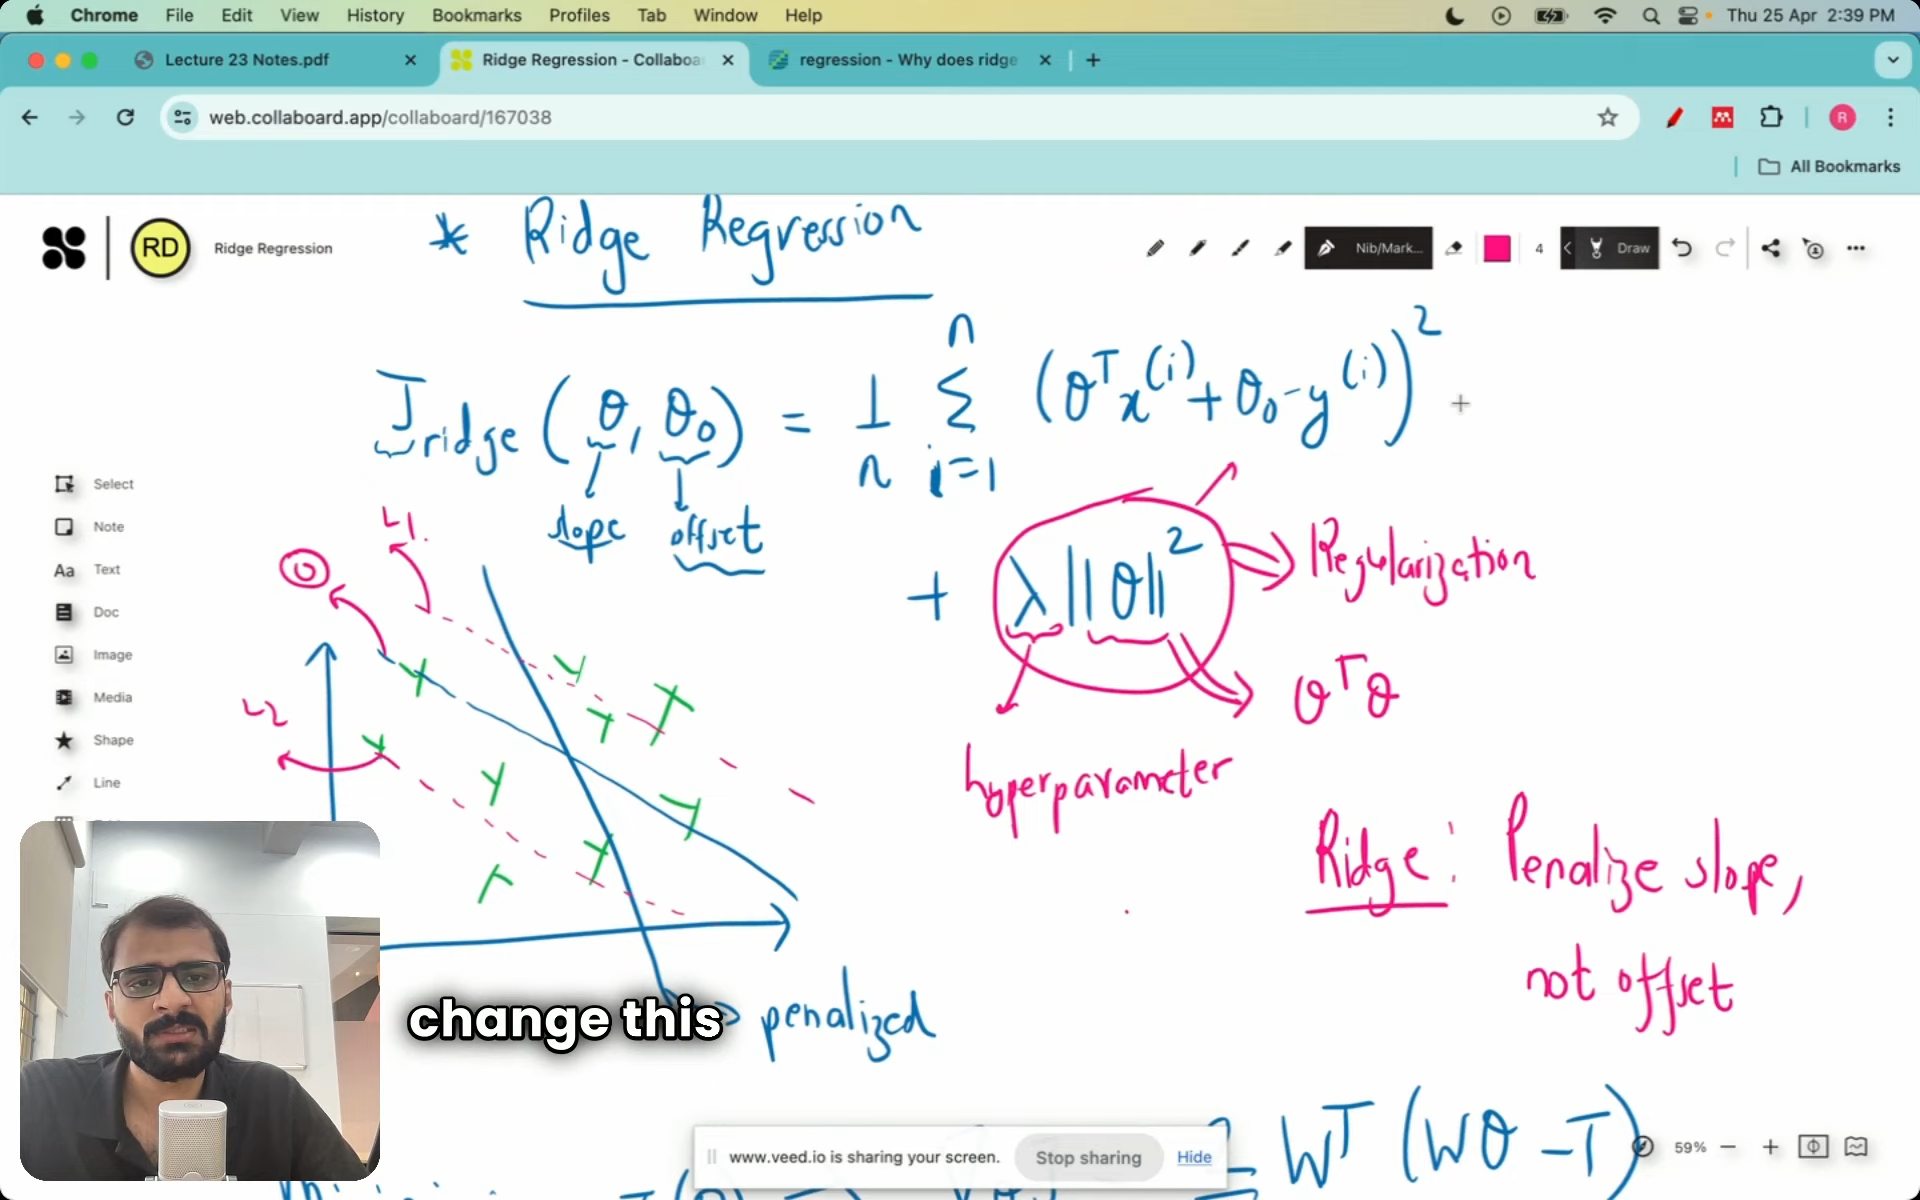 Chrome File Edit View History Bookmarks Profiles Tab Window Help Thu 25 Apr 2:39 PM
Lecture 23 Notes.pdf Ridge Regression - Collaboa regression - Why does ridge
web.collaboard.app/collaboard/167038 R
All Bookmarks
RD Ridge Regression Nib/Mark... 4 Draw
* Ridge Regression
J ridge (θ, θ₀) = 1/n Σ i=1 n (θᵀx⁽ⁱ⁾ + θ₀ - y⁽ⁱ⁾)²
slope offset
+ λ||θ||²
Regularization
θᵀθ
hyperparameter
Ridge: Penalize slope,
not offset
L1.
L2
penalized
Select
Note
Text
Doc
Image
Media
Shape
Line
change this
Wᵀ (Wθ - T)
www.veed.io is sharing your screen. Stop sharing Hide
59%